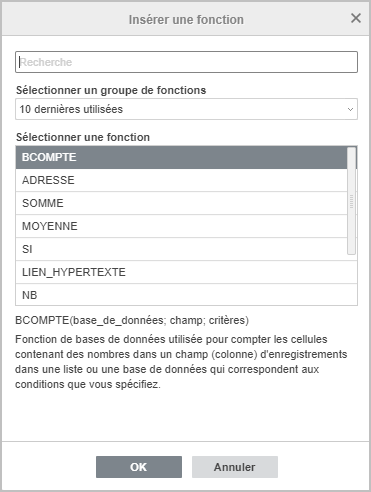 Insérer une fonction
Recherche
Sélectionner un groupe de fonctions
10 dernières utilisées
Sélectionner une fonction
BCOMPTE
ADRESSE
SOMME
MOYENNE
SI
LIEN_HYPERTEXTE
NB
BCOMPTE(base_de_données; champ; critères)
Fonction de bases de données utilisée pour compter les cellules
contenant des nombres dans un champ (colonne) d'enregistrements
dans une liste ou une base de données qui correspondent aux
conditions que vous spécifiez.
OK Annuler